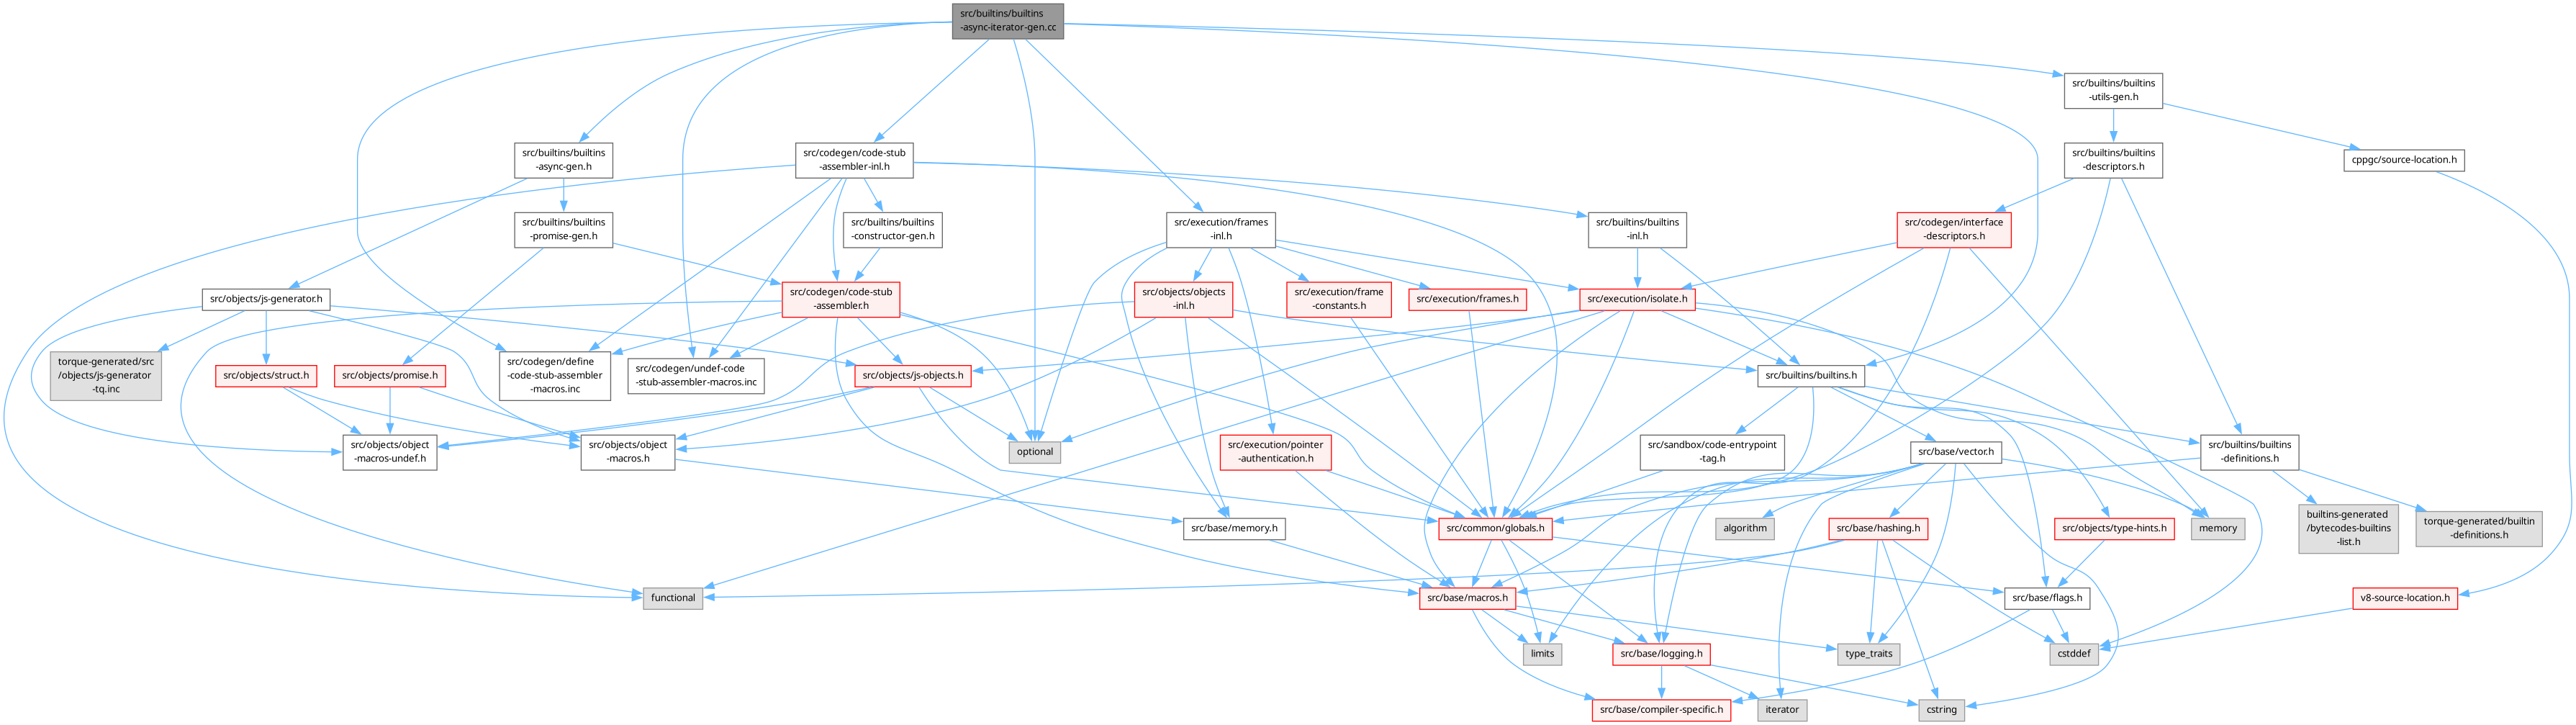 src/builtins/builtins
-async-iterator-gen.cc
src/builtins/builtins
-utils-gen.h
src/builtins/builtins
-async-gen.h
src/codegen/code-stub
-assembler-inl.h
src/builtins/builtins
-descriptors.h
cppgc/source-location.h
src/builtins/builtins
-promise-gen.h
src/builtins/builtins
-constructor-gen.h
src/execution/frames
-inl.h
src/builtins/builtins
-inl.h
src/codegen/interface
-descriptors.h
src/objects/js-generator.h
src/codegen/code-stub
-assembler.h
src/objects/objects
-inl.h
src/execution/frame
-constants.h
src/execution/frames.h
src/execution/isolate.h
torque-generated/src
/objects/js-generator
-tq.inc
src/objects/struct.h
src/objects/promise.h
src/codegen/define
-code-stub-assembler
-macros.inc
src/codegen/undef-code
-stub-assembler-macros.inc
src/objects/js-objects.h
src/builtins/builtins.h
src/objects/object
-macros-undef.h
src/objects/object
-macros.h
optional
src/execution/pointer
-authentication.h
src/sandbox/code-entrypoint
-tag.h
src/base/vector.h
src/builtins/builtins
-definitions.h
src/base/memory.h
src/common/globals.h
algorithm
src/base/hashing.h
src/objects/type-hints.h
memory
builtins-generated
/bytecodes-builtins
-list.h
torque-generated/builtin
-definitions.h
functional
src/base/macros.h
src/base/flags.h
v8-source-location.h
limits
src/base/logging.h
type_traits
cstddef
src/base/compiler-specific.h
iterator
cstring